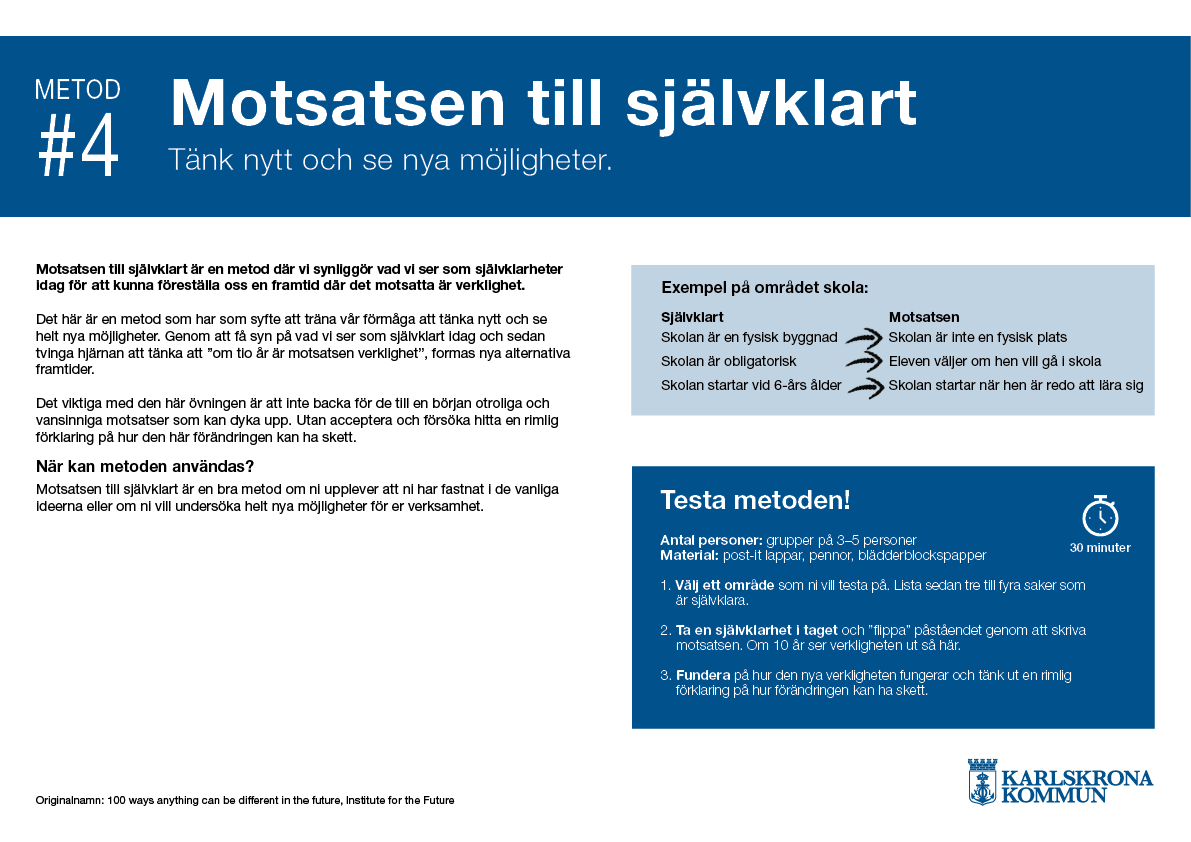 METOD
#4
Motsatsen till självklart
Tänk nytt och se nya möjligheter.
Motsatsen till självklart är en metod där vi synliggör vad vi ser som självklarheter
idag för att kunna föreställa oss en framtid där det motsatta är verklighet.
Det här är en metod som har som syfte att träna vår förmåga att tänka nytt och se
helt nya möjligheter. Genom att få syn på vad vi ser som självklart idag och sedan
tvinga hjärnan att tänka att ”om tio år är motsatsen verklighet”, formas nya alternativa
framtider.
Det viktiga med den här övningen är att inte backa för de till en början otroliga och
vansinniga motsatser som kan dyka upp. Utan acceptera och försöka hitta en rimlig
förklaring på hur den här förändringen kan ha skett.
När kan metoden användas?
Motsatsen till självklart är en bra metod om ni upplever att ni har fastnat i de vanliga
ideerna eller om ni vill undersöka helt nya möjligheter för er verksamhet.
Exempel på området skola:
Självklart Motsatsen
Skolan är en fysisk byggnad Skolan är inte en fysisk plats
Skolan är obligatorisk Eleven väljer om hen vill gå i skola
Skolan startar vid 6-års ålder Skolan startar när hen är redo att lära sig
Testa metoden!
30 minuter
Antal personer: grupper på 3–5 personer
Material: post-it lappar, pennor, blädderblockspapper
1. Välj ett område som ni vill testa på. Lista sedan tre till fyra saker som
är självklara.
2. Ta en självklarhet i taget och ”flippa” påståendet genom att skriva
motsatsen. Om 10 år ser verkligheten ut så här.
3. Fundera på hur den nya verkligheten fungerar och tänk ut en rimlig
förklaring på hur förändringen kan ha skett.
Originalnamn: 100 ways anything can be different in the future, Institute for the Future
KARLSKRONA
KOMMUN